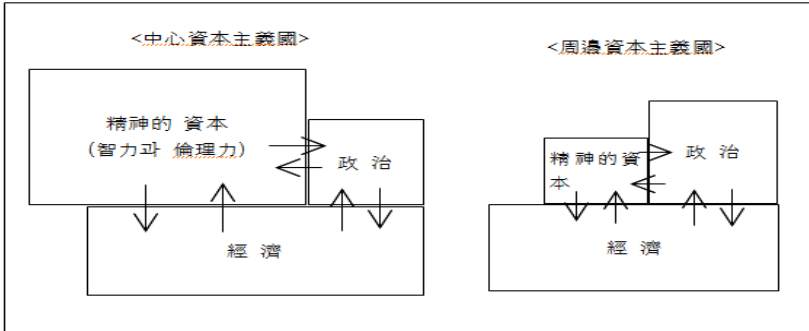 <中心資本主義國>
<周邊資本主義國>
精神的 資本
(智力과 倫理力)
政 治
經 濟
精神的資
本
政 治
經 濟